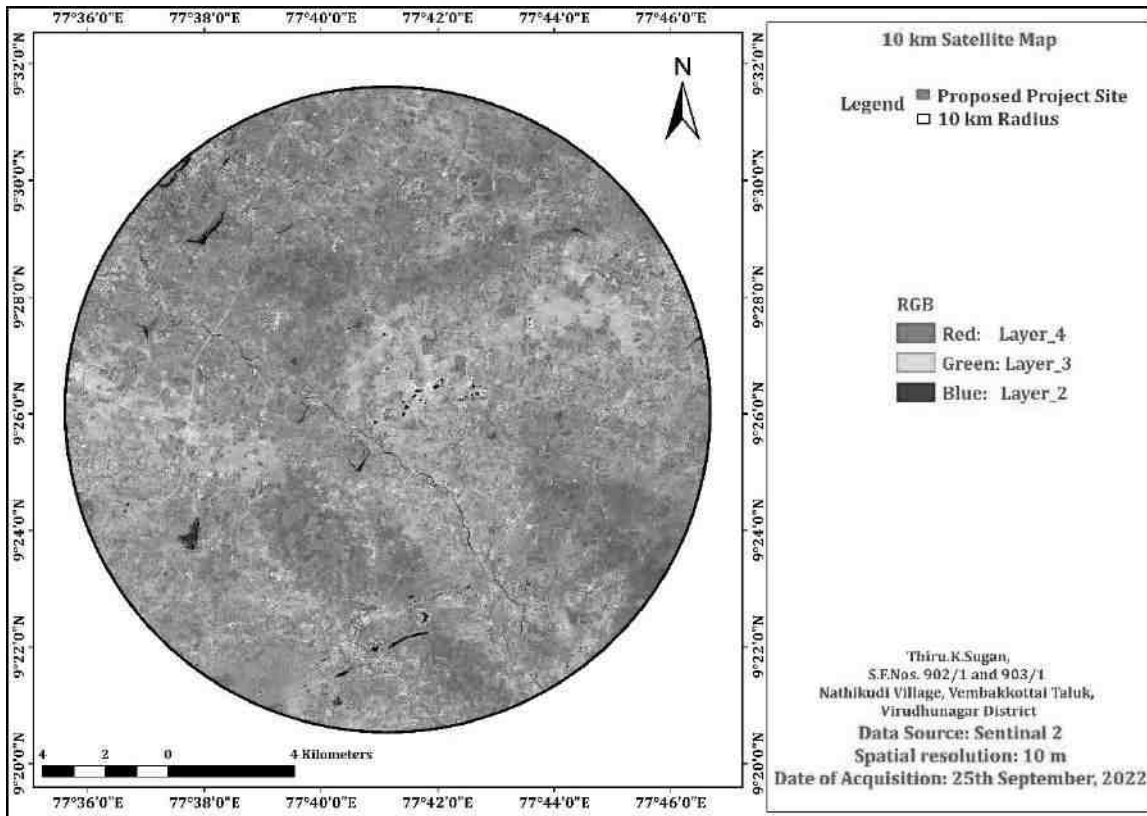 77°36'0"E 77°38'0"E 77°40'0"E 77°42'0"E 77°44'0"E 77°46'0"E
9°32'0"N 9°32'0"N
9°30'0"N 9°30'0"N
9°28'0"N 9°28'0"N
9°26'0"N 9°26'0"N
9°24'0"N 9°24'0"N
9°22'0"N 9°22'0"N
9°20'0"N 9°20'0"N
N
4 2 0 4 Kilometers
77°36'0"E 77°38'0"E 77°40'0"E 77°42'0"E 77°44'0"E 77°46'0"E
10 km Satellite Map
Legend
Proposed Project Site
10 km Radius
RGB
Red: Layer_4
Green: Layer_3
Blue: Layer_2
Thiru.K.Sugan,
S.F.Nos. 902/1 and 903/1
Nathikudi Village, Vembakkottai Taluk,
Virudhunagar District
Data Source: Sentinal 2
Spatial resolution: 10 m
Date of Acquisition: 25th September, 2022